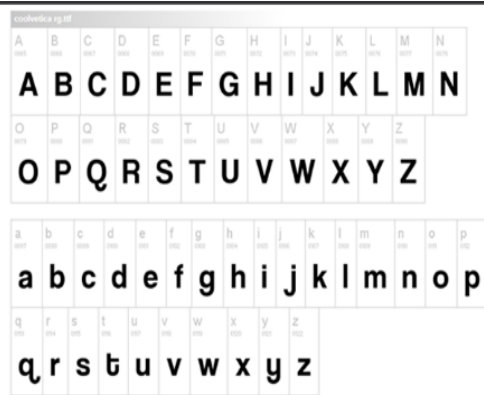 coolvetica rg.ttf
A B C D E F G H I J K L M N
A B C D E F G H I J K L M N
O P Q R S T U V W X Y Z
O P Q R S T U V W X Y Z
a b c d e f g h i j k l m n o p
a b c d e f g h i j k l m n o p
q r s t u v w x y z
q r s t u v w x y z